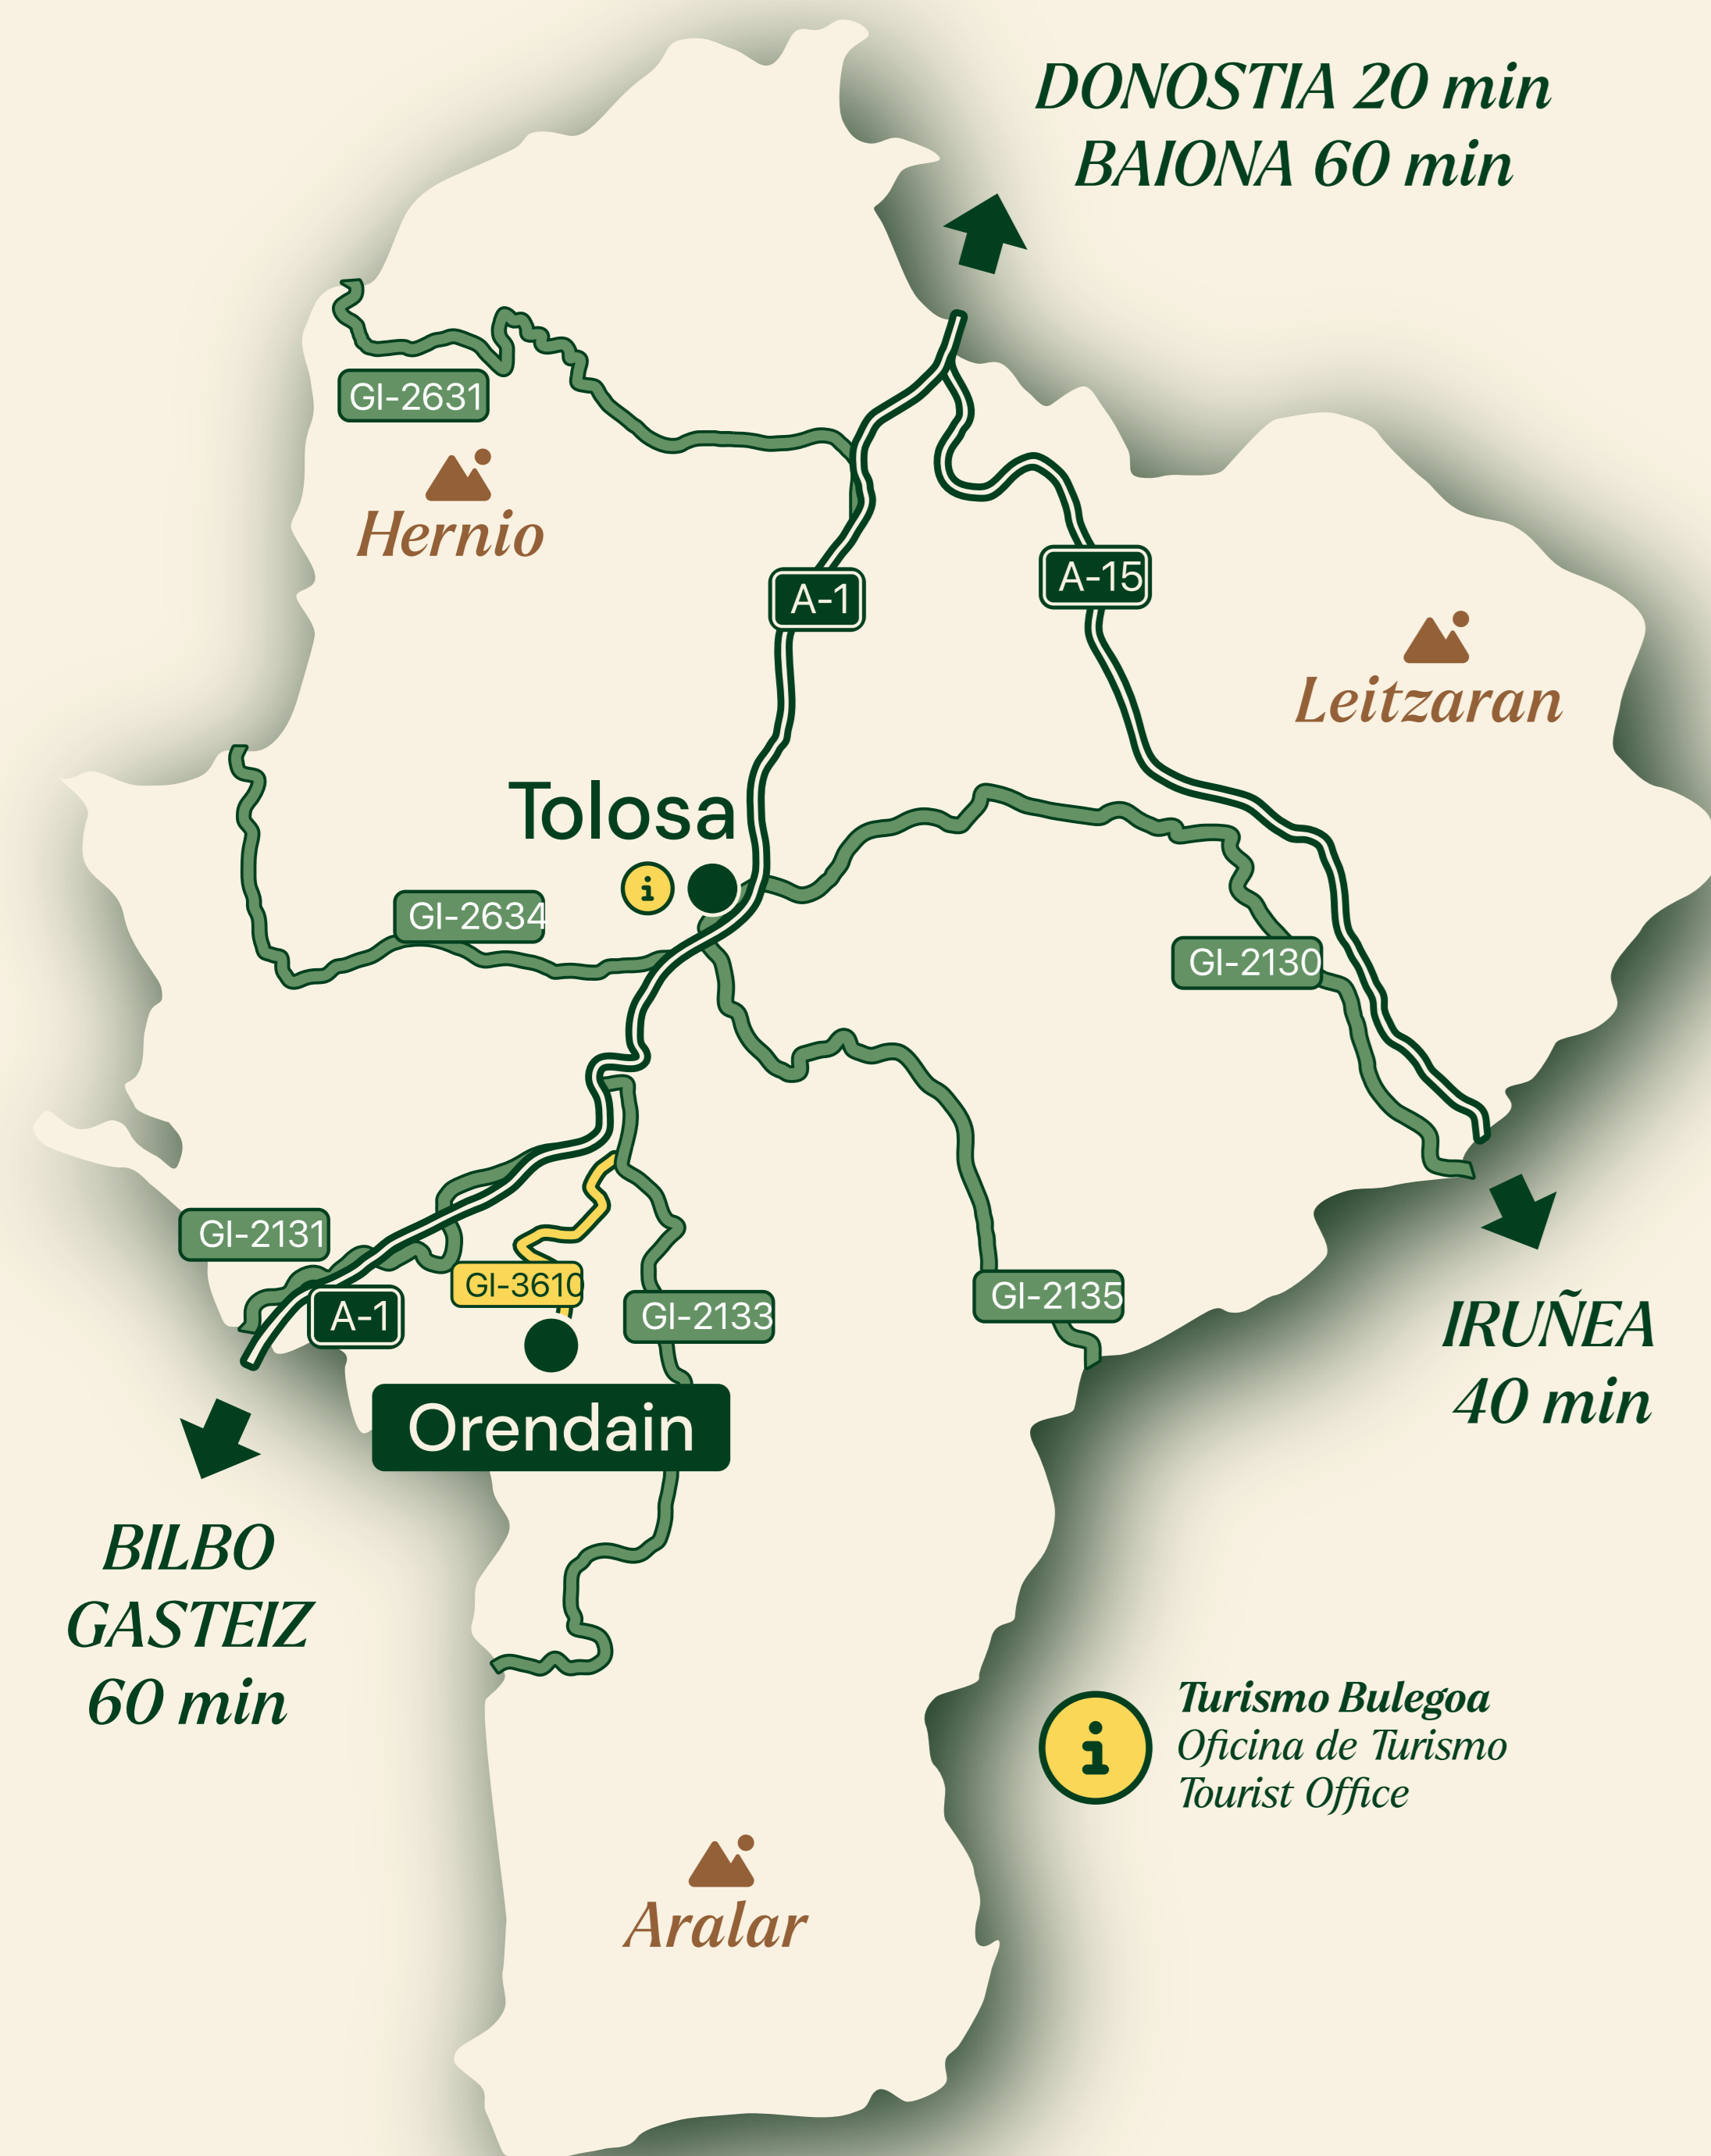 DONOSTIA 20 min
BAIONA 60 min
GI-2631
Hernio
A-1
A-15
Leitzaran
Tolosa
i
GI-2634
GI-2130
GI-2131
A-1
GI-3610
GI-2133
GI-2135
IRUÑEA
40 min
Orendain
BILBO
GASTEIZ
60 min
i
Turismo Bulegoa
Oficina de Turismo
Tourist Office
Aralar